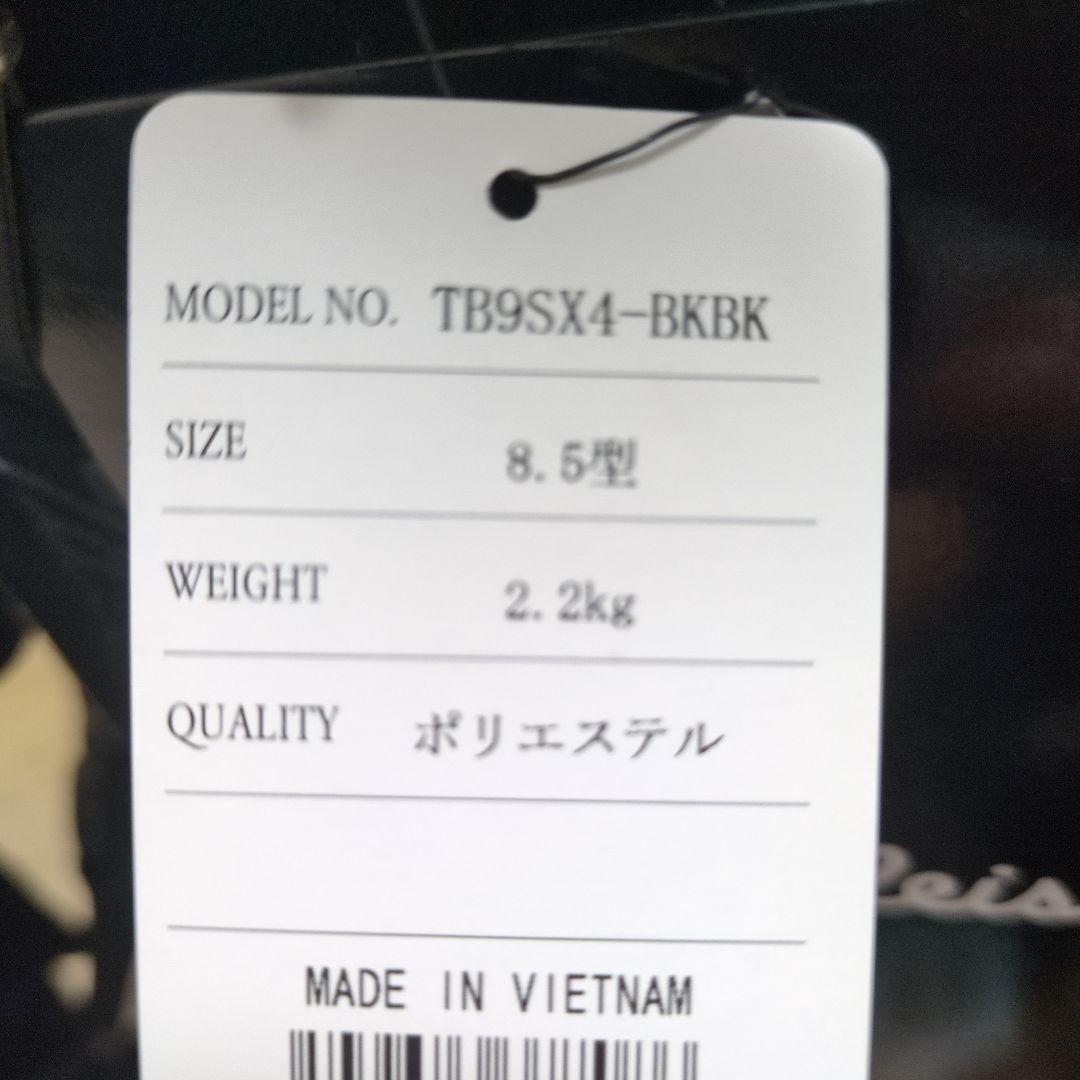 MODEL NO. TB9SX4-BKBK
SIZE 8.5型
WEIGHT 2.2kg
QUALITY ポリエステル
MADE IN VIETNAM